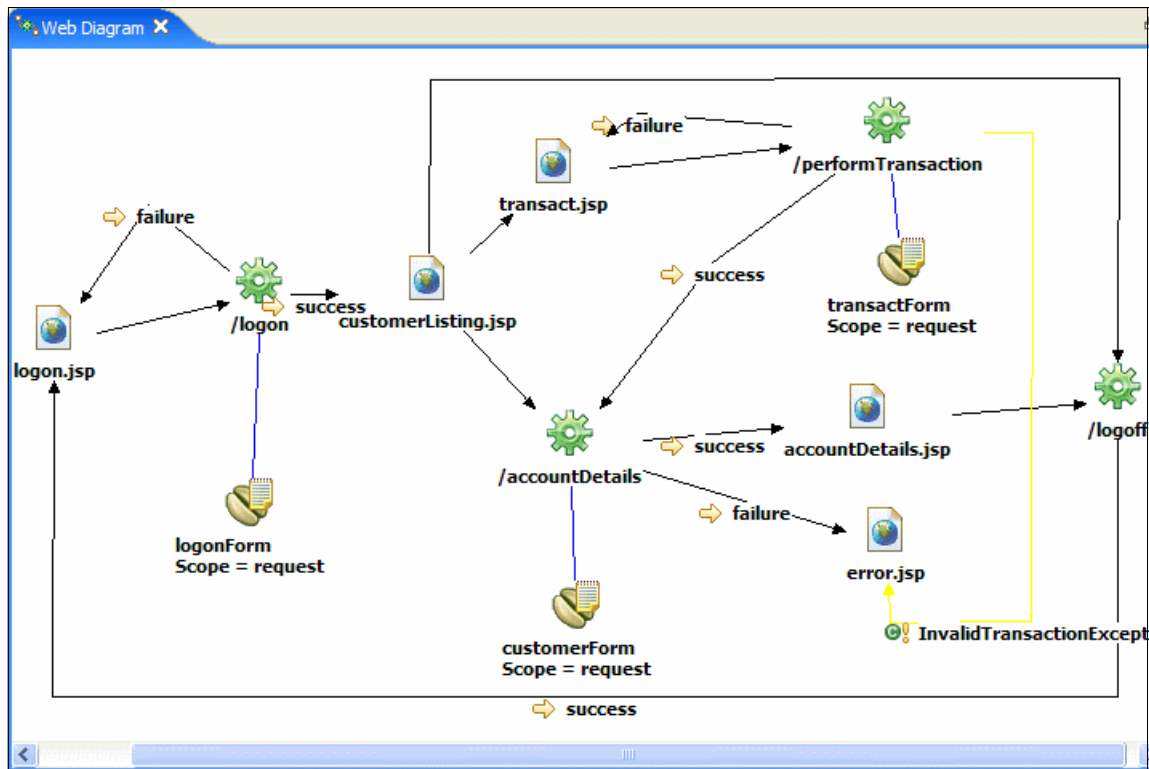 Web Diagram
failure
/performTransaction
transact.jsp
failure
success
transactForm
Scope = request
/logon
success
customerListing.jsp
logon.jsp
/logoff
success
accountDetails.jsp
/accountDetails
failure
logonForm
Scope = request
error.jsp
InvalidTransactionExcept
customerForm
Scope = request
success